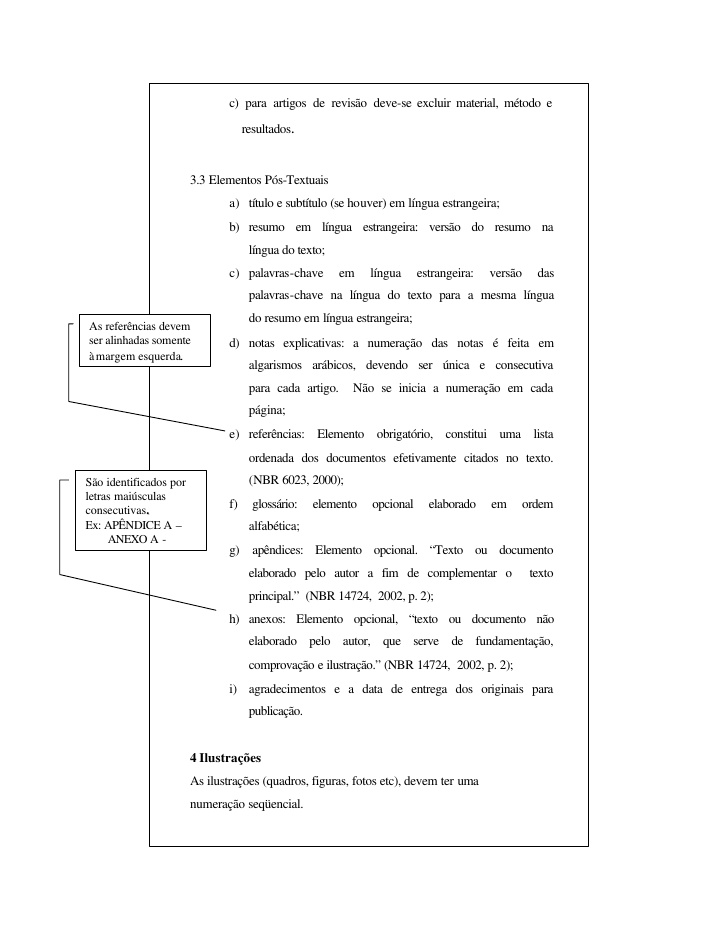 c) para artigos de revisão deve-se excluir material, método e
resultados.
3.3 Elementos Pós-Textuais
a) título e subtítulo (se houver) em língua estrangeira;
b) resumo em língua estrangeira: versão do resumo na
língua do texto;
c) palavras-chave em língua estrangeira: versão das
palavras-chave na língua do texto para a mesma língua
do resumo em língua estrangeira;
As referências devem
ser alinhadas somente
à margem esquerda.
d) notas explicativas: a numeração das notas é feita em
algarismos arábicos, devendo ser única e consecutiva
para cada artigo. Não se inicia a numeração em cada
página;
e) referências: Elemento obrigatório, constitui uma lista
ordenada dos documentos efetivamente citados no texto.
(NBR 6023, 2000);
São identificados por
letras maiúsculas
consecutivas.
Ex: APÊNDICE A –
ANEXO A -
f) glossário: elemento opcional elaborado em ordem
alfabética;
g) apêndices: Elemento opcional. “Texto ou documento
elaborado pelo autor a fim de complementar o texto
principal.” (NBR 14724, 2002, p. 2);
h) anexos: Elemento opcional, “texto ou documento não
elaborado pelo autor, que serve de fundamentação,
comprovação e ilustração.” (NBR 14724, 2002, p. 2);
i) agradecimentos e a data de entrega dos originais para
publicação.
4 Ilustrações
As ilustrações (quadros, figuras, fotos etc), devem ter uma
numeração seqüencial.